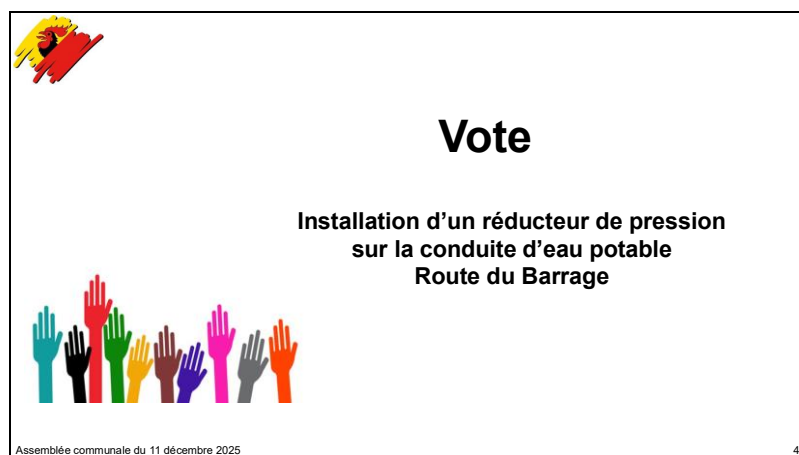 Vote
Installation d’un réducteur de pression
sur la conduite d’eau potable
Route du Barrage
Assemblée communale du 11 décembre 2025
4